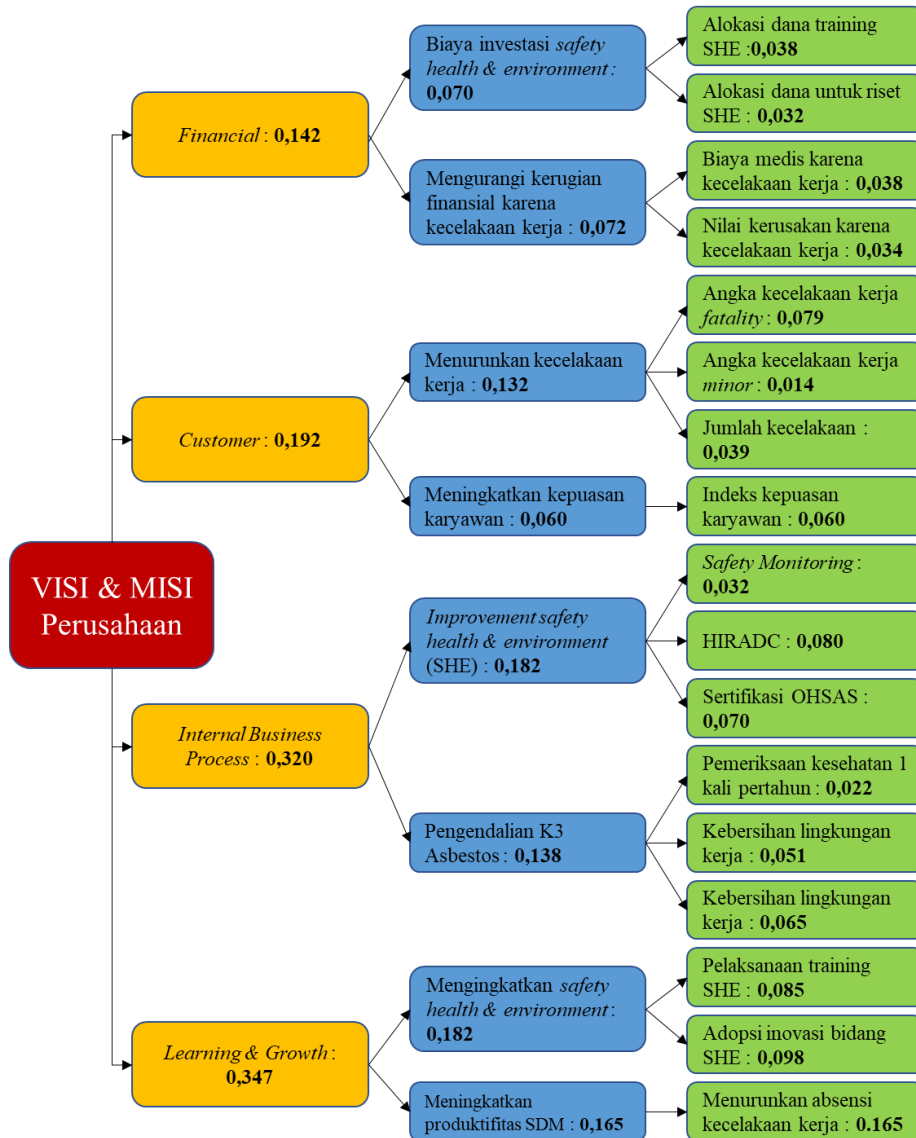 VISI & MISI
Perusahaan
Financial : 0,142
Biaya investasi safety
health & environment :
0,070
Alokasi dana training
SHE :0,038
Alokasi dana untuk riset
SHE : 0,032
Mengurangi kerugian
finansial karena
kecelakaan kerja : 0,072
Biaya medis karena
kecelakaan kerja : 0,038
Nilai kerusakan karena
kecelakaan kerja : 0,034
Customer : 0,192
Menurunkan kecelakaan
kerja : 0,132
Angka kecelakaan kerja
fatality : 0,079
Angka kecelakaan kerja
minor : 0,014
Jumlah kecelakaan :
0,039
Meningkatkan kepuasan
karyawan : 0,060
Indeks kepuasan
karyawan : 0,060
Internal Business
Process : 0,320
Improvement safety
health & environment
(SHE) : 0,182
Safety Monitoring :
0,032
HIRADC : 0,080
Sertifikasi OHSAS :
0,070
Pengendalian K3
Asbestos : 0,138
Pemeriksaan kesehatan 1
kali pertahun : 0,022
Kebersihan lingkungan
kerja : 0,051
Kebersihan lingkungan
kerja : 0,065
Learning & Growth :
0,347
Mengingkatkan safety
health & environment :
0,182
Pelaksanaan training
SHE : 0,085
Adopsi inovasi bidang
SHE : 0,098
Meningkatkan
produktifitas SDM : 0,165
Menurunkan absensi
kecelakaan kerja : 0.165